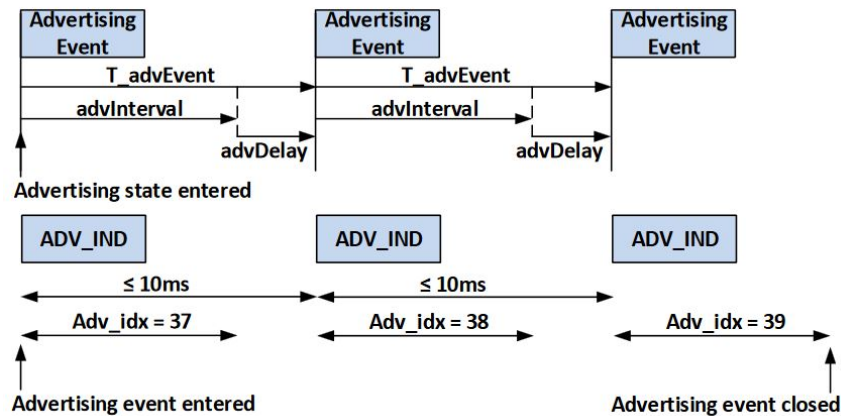 Advertising Event
Advertising Event
Advertising Event
T_advEvent
T_advEvent
advInterval
advInterval
advDelay
advDelay
Advertising state entered
ADV_IND
ADV_IND
ADV_IND
≤ 10ms
≤ 10ms
Adv_idx = 37
Adv_idx = 38
Adv_idx = 39
Advertising event entered
Advertising event closed